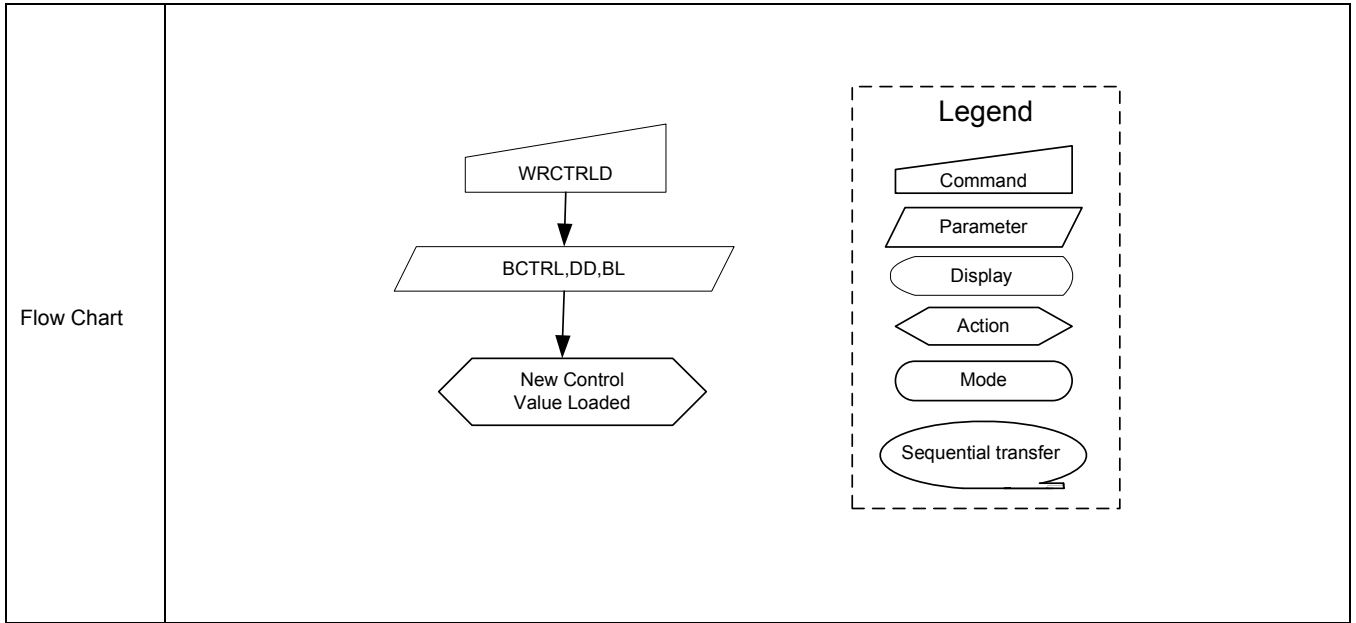 Flow Chart
WRCTRLD
BCTRL,DD,BL
New Control
Value Loaded
Legend
Command
Parameter
Display
Action
Mode
Sequential transfer